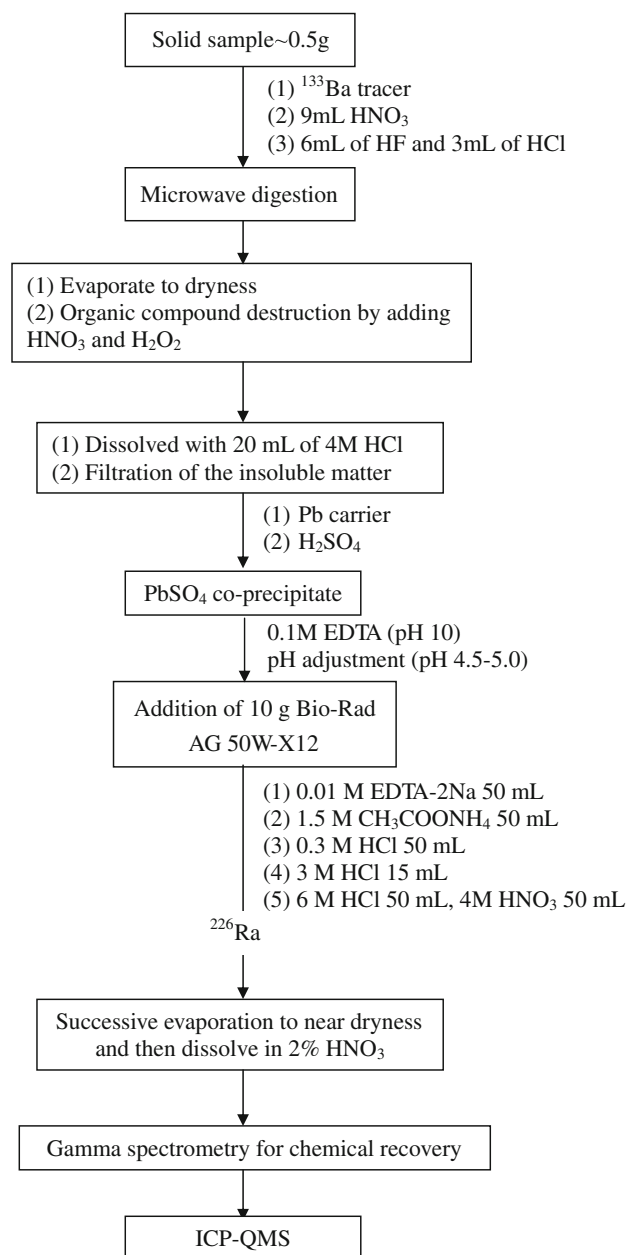 Solid sample~0.5g
(1) ¹³³Ba tracer
(2) 9mL HNO₃
(3) 6mL of HF and 3mL of HCl
Microwave digestion
(1) Evaporate to dryness
(2) Organic compound destruction by adding
HNO₃ and H₂O₂
(1) Dissolved with 20 mL of 4M HCl
(2) Filtration of the insoluble matter
(1) Pb carrier
(2) H₂SO₄
PbSO₄ co-precipitate
0.1M EDTA (pH 10)
pH adjustment (pH 4.5-5.0)
Addition of 10 g Bio-Rad
AG 50W-X12
(1) 0.01 M EDTA-2Na 50 mL
(2) 1.5 M CH₃COONH₄ 50 mL
(3) 0.3 M HCl 50 mL
(4) 3 M HCl 15 mL
(5) 6 M HCl 50 mL, 4M HNO₃ 50 mL
²²⁶Ra
Successive evaporation to near dryness
and then dissolve in 2% HNO₃
Gamma spectrometry for chemical recovery
ICP-QMS